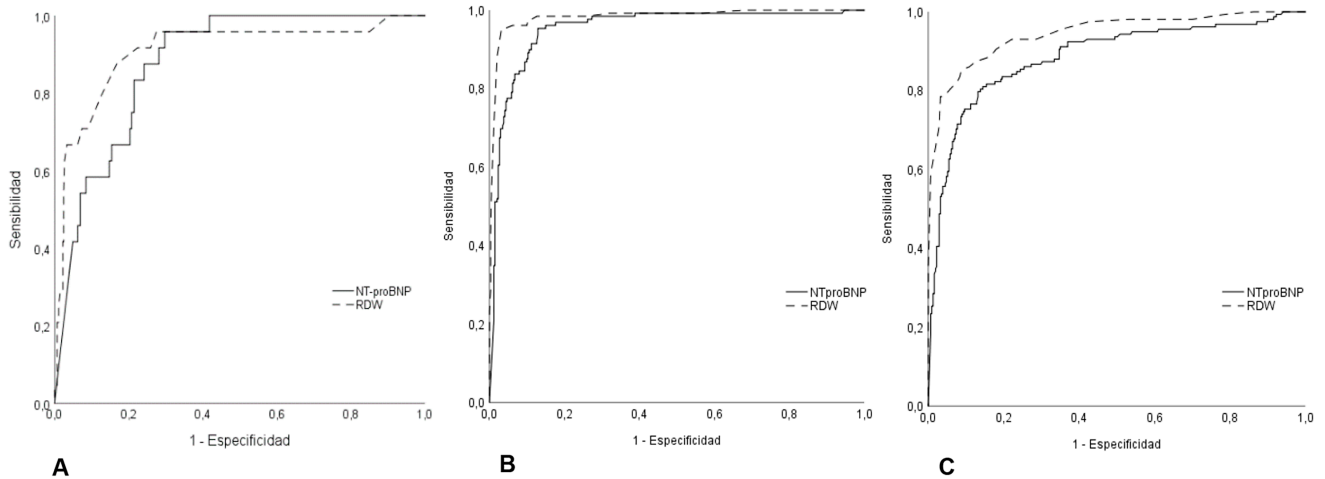 1,0
0,8
0,6
0,4
0,2
0,0
Sensibilidad
NT-proBNP
RDW
0,0 0,2 0,4 0,6 0,8 1,0
1 - Especificidad
A
1,0
0,8
0,6
0,4
0,2
0,0
Sensibilidad
NTproBNP
RDW
0,0 0,2 0,4 0,6 0,8 1,0
1 - Especificidad
B
1,0
0,8
0,6
0,4
0,2
0,0
Sensibilidad
NTproBNP
RDW
0,0 0,2 0,4 0,6 0,8 1,0
1 - Especificidad
C